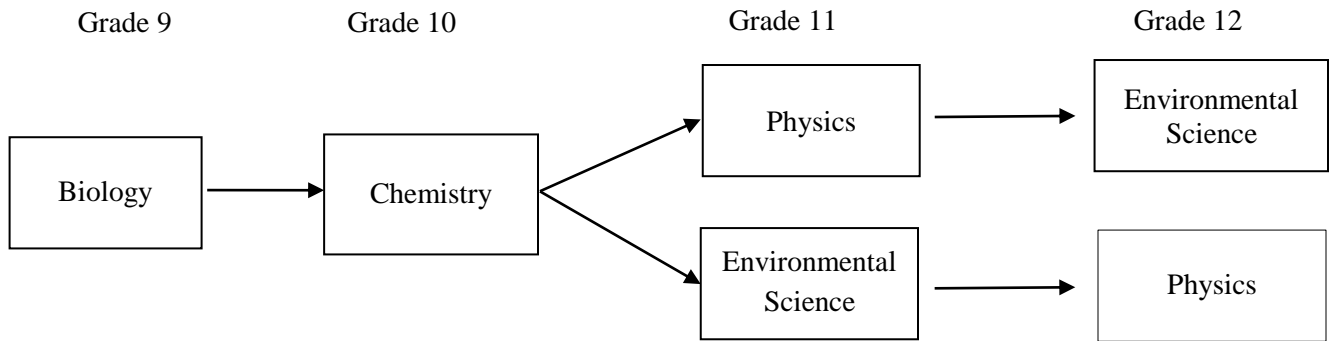 Grade 9
Grade 10
Grade 11
Grade 12
Biology
Chemistry
Physics
Environmental
Science
Environmental
Science
Physics